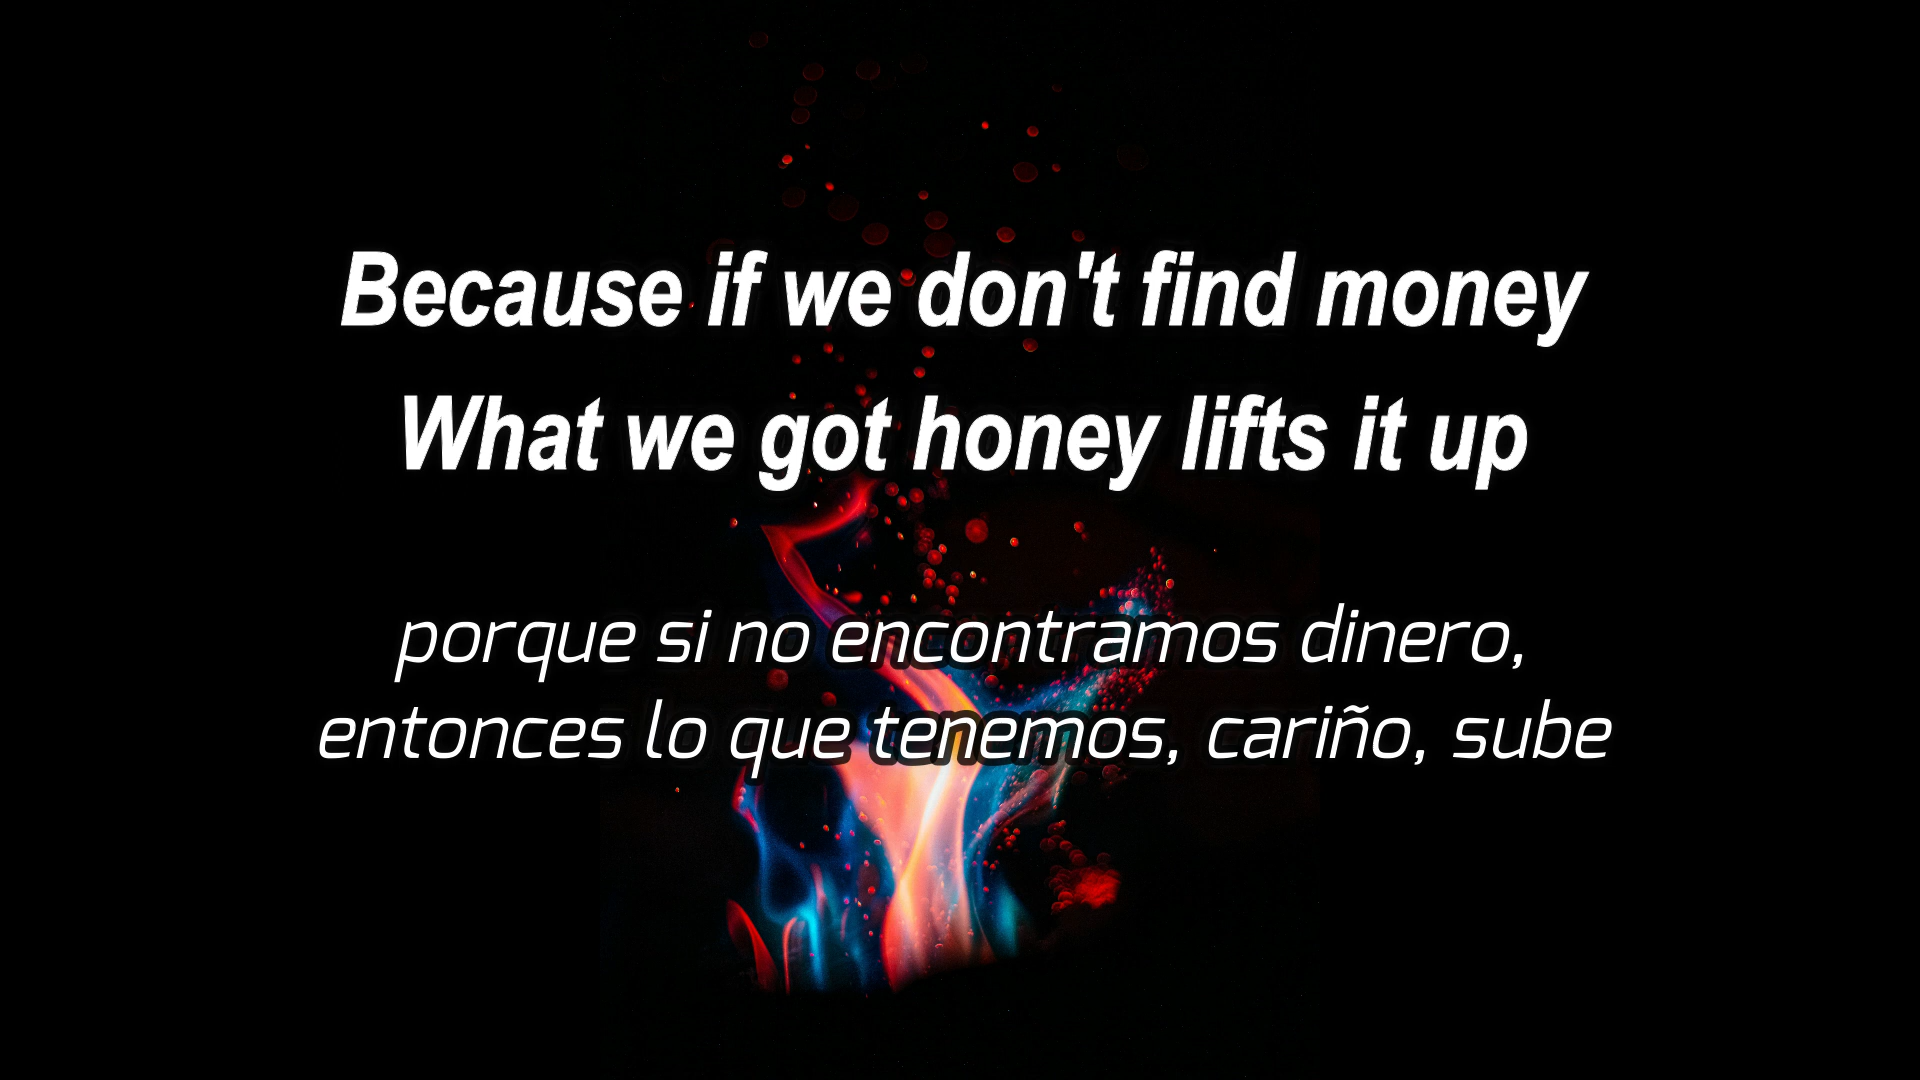 Because if we don't find money
What we got honey lifts it up
porque si no encontramos dinero,
entonces lo que tenemos, cariño, sube